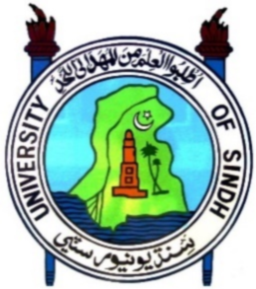 اطلبوا العلم من المهد الى اللحد
UNIVERSITY OF SINDH
سنڌ يونيورسٽي